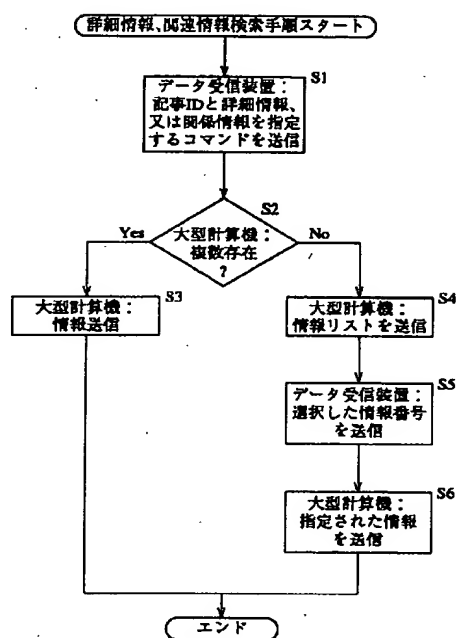 詳細情報、関連情報検索手順スタート
S1
データ受信装置：
記事IDと詳細情報、
又は関係情報を指定
するコマンドを送信
S2
大型計算機：
複数存在
?
Yes
No
S3
大型計算機：
情報送信
S4
大型計算機：
情報リストを送信
S5
データ受信装置：
選択した情報番号
を送信
S6
大型計算機：
指定された情報
を送信
エンド